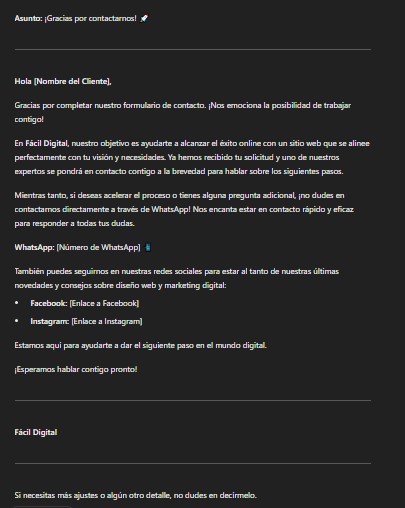 Asunto: ¡Gracias por contactarnos! 🚀
Hola [Nombre del Cliente],
Gracias por completar nuestro formulario de contacto. ¡Nos emociona la posibilidad de trabajar
contigo!
En Fácil Digital, nuestro objetivo es ayudarte a alcanzar el éxito online con un sitio web que se alinee
perfectamente con tu visión y necesidades. Ya hemos recibido tu solicitud y uno de nuestros
expertos se pondrá en contacto contigo a la brevedad para hablar sobre los siguientes pasos.
Mientras tanto, si deseas acelerar el proceso o tienes alguna pregunta adicional, ¡no dudes en
contactarnos directamente a través de WhatsApp! Nos encanta estar en contacto rápido y eficaz
para responder a todas tus dudas.
WhatsApp: [Número de WhatsApp] 📱
También puedes seguirnos en nuestras redes sociales para estar al tanto de nuestras últimas
novedades y consejos sobre diseño web y marketing digital:
• Facebook: [Enlace a Facebook]
• Instagram: [Enlace a Instagram]
Estamos aquí para ayudarte a dar el siguiente paso en el mundo digital.
¡Esperamos hablar contigo pronto!
Fácil Digital
Si necesitas más ajustes o algún otro detalle, no dudes en decírmelo.